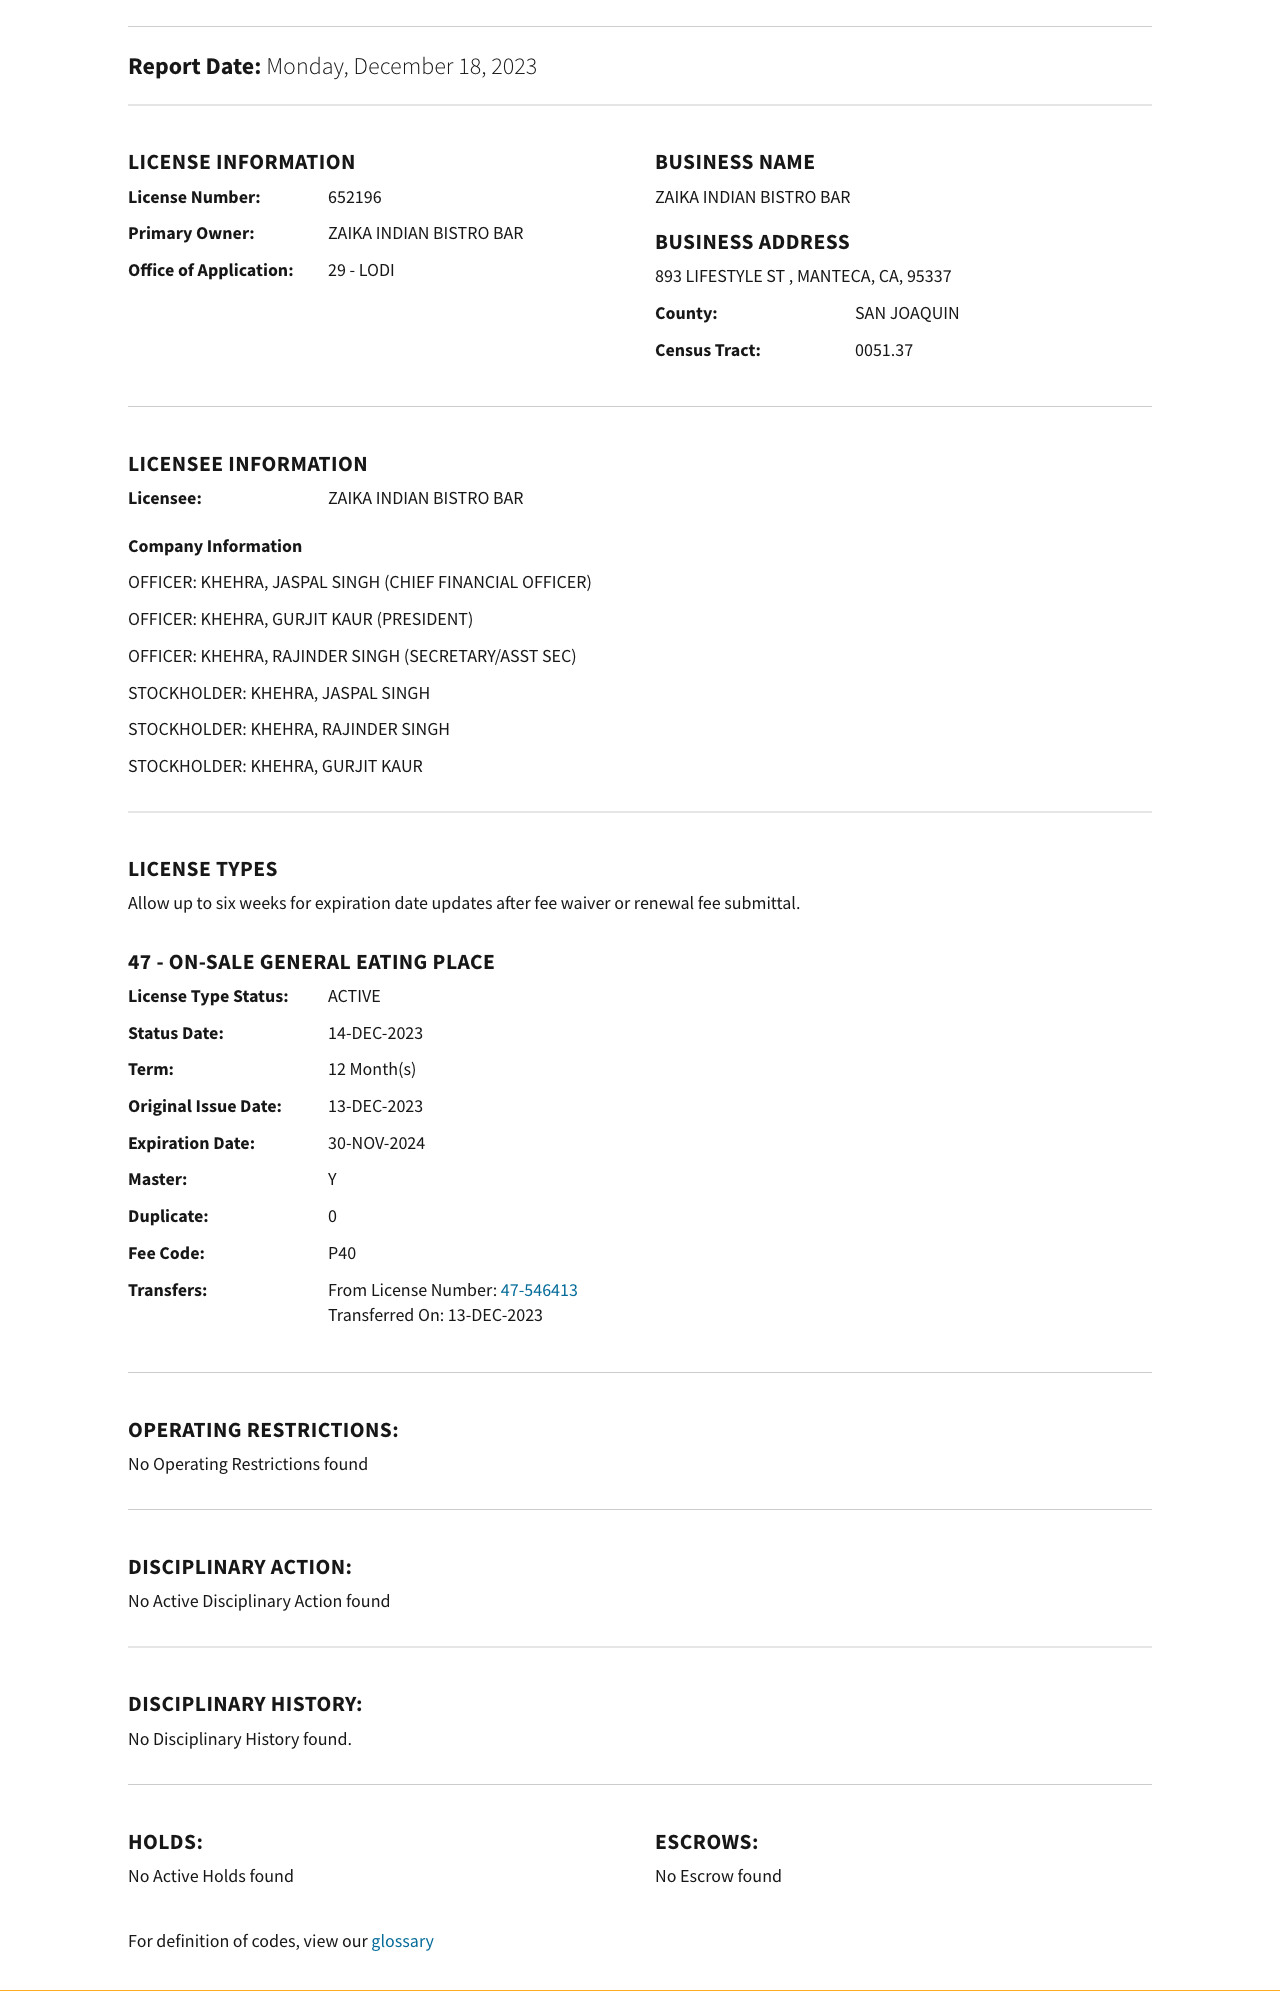 Report Date: Monday, December 18, 2023
LICENSE INFORMATION
License Number: 652196
Primary Owner: ZAIKA INDIAN BISTRO BAR
Office of Application: 29 - LODI
BUSINESS NAME
ZAIKA INDIAN BISTRO BAR
BUSINESS ADDRESS
893 LIFESTYLE ST , MANTECA, CA, 95337
County: SAN JOAQUIN
Census Tract: 0051.37
LICENSEE INFORMATION
Licensee: ZAIKA INDIAN BISTRO BAR
Company Information
OFFICER: KHEHRA, JASPAL SINGH (CHIEF FINANCIAL OFFICER)
OFFICER: KHEHRA, GURJIT KAUR (PRESIDENT)
OFFICER: KHEHRA, RAJINDER SINGH (SECRETARY/ASST SEC)
STOCKHOLDER: KHEHRA, JASPAL SINGH
STOCKHOLDER: KHEHRA, RAJINDER SINGH
STOCKHOLDER: KHEHRA, GURJIT KAUR
LICENSE TYPES
Allow up to six weeks for expiration date updates after fee waiver or renewal fee submittal.
47 - ON-SALE GENERAL EATING PLACE
License Type Status: ACTIVE
Status Date: 14-DEC-2023
Term: 12 Month(s)
Original Issue Date: 13-DEC-2023
Expiration Date: 30-NOV-2024
Master: Y
Duplicate: 0
Fee Code: P40
Transfers: From License Number: 47-546413
Transferred On: 13-DEC-2023
OPERATING RESTRICTIONS:
No Operating Restrictions found
DISCIPLINARY ACTION:
No Active Disciplinary Action found
DISCIPLINARY HISTORY:
No Disciplinary History found.
HOLDS:
No Active Holds found
ESCROWS:
No Escrow found
For definition of codes, view our glossary